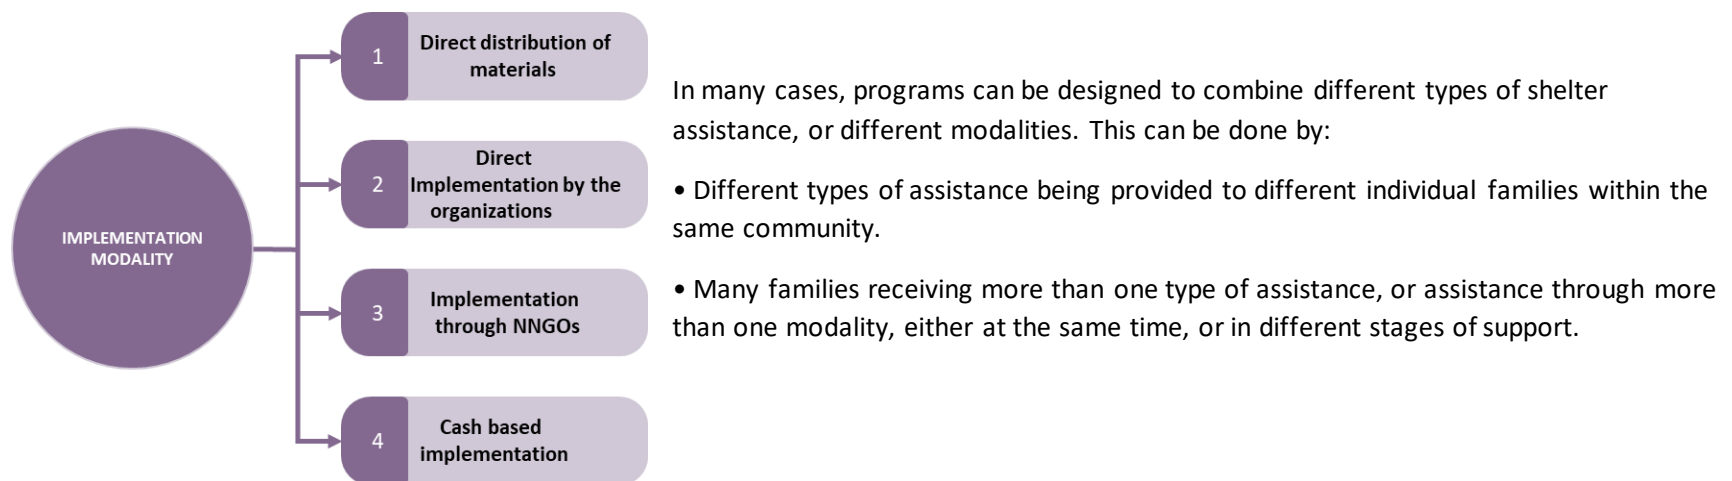 IMPLEMENTATION
MODALITY
1
Direct distribution of
materials
2
Direct
Implementation by the
organizations
3
Implementation
through NNGOs
4
Cash based
implementation
In many cases, programs can be designed to combine different types of shelter
assistance, or different modalities. This can be done by:
• Different types of assistance being provided to different individual families within the
same community.
• Many families receiving more than one type of assistance, or assistance through more
than one modality, either at the same time, or in different stages of support.